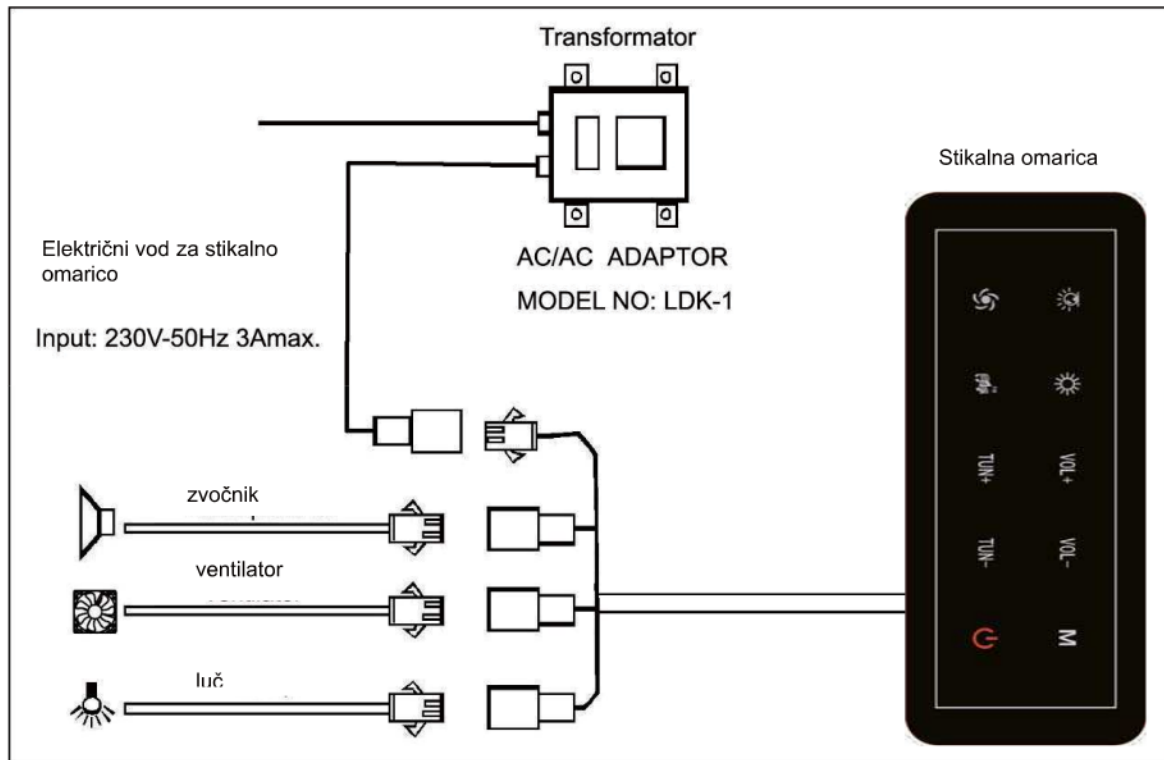 Transformator
Stikalna omarica
Električni vod za stikalno
omarico
AC/AC ADAPTOR
MODEL NO: LDK-1
Input: 230V-50Hz 3Amax.
zvočnik
ventilator
luč
TUN+
VOL+
TUN-
VOL-
M